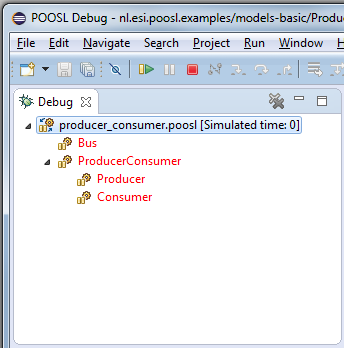 POOSL Debug - nl.esi.poosl.examples/models-basic/Produ
File Edit Navigate Search Project Run Window H
Debug
producer_consumer.poosl [Simulated time: 0]
Bus
ProducerConsumer
Producer
Consumer